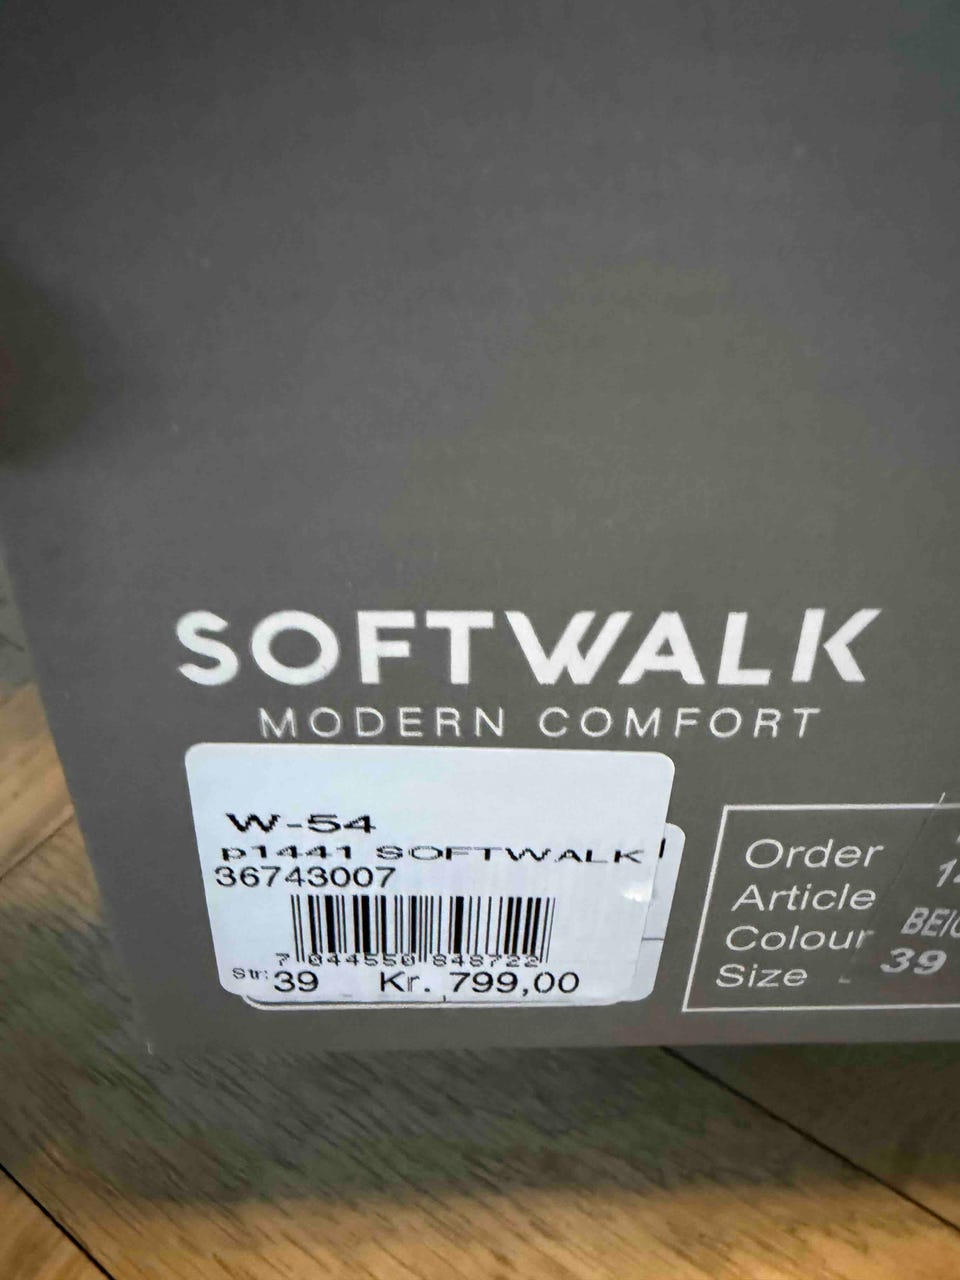 SOFTWALK
MODERN COMFORT
W-54
p1441 SOFTWALK
36743007
7 044550 848722
Str: 39 Kr. 799,00
Order
Article
Colour
Size 39